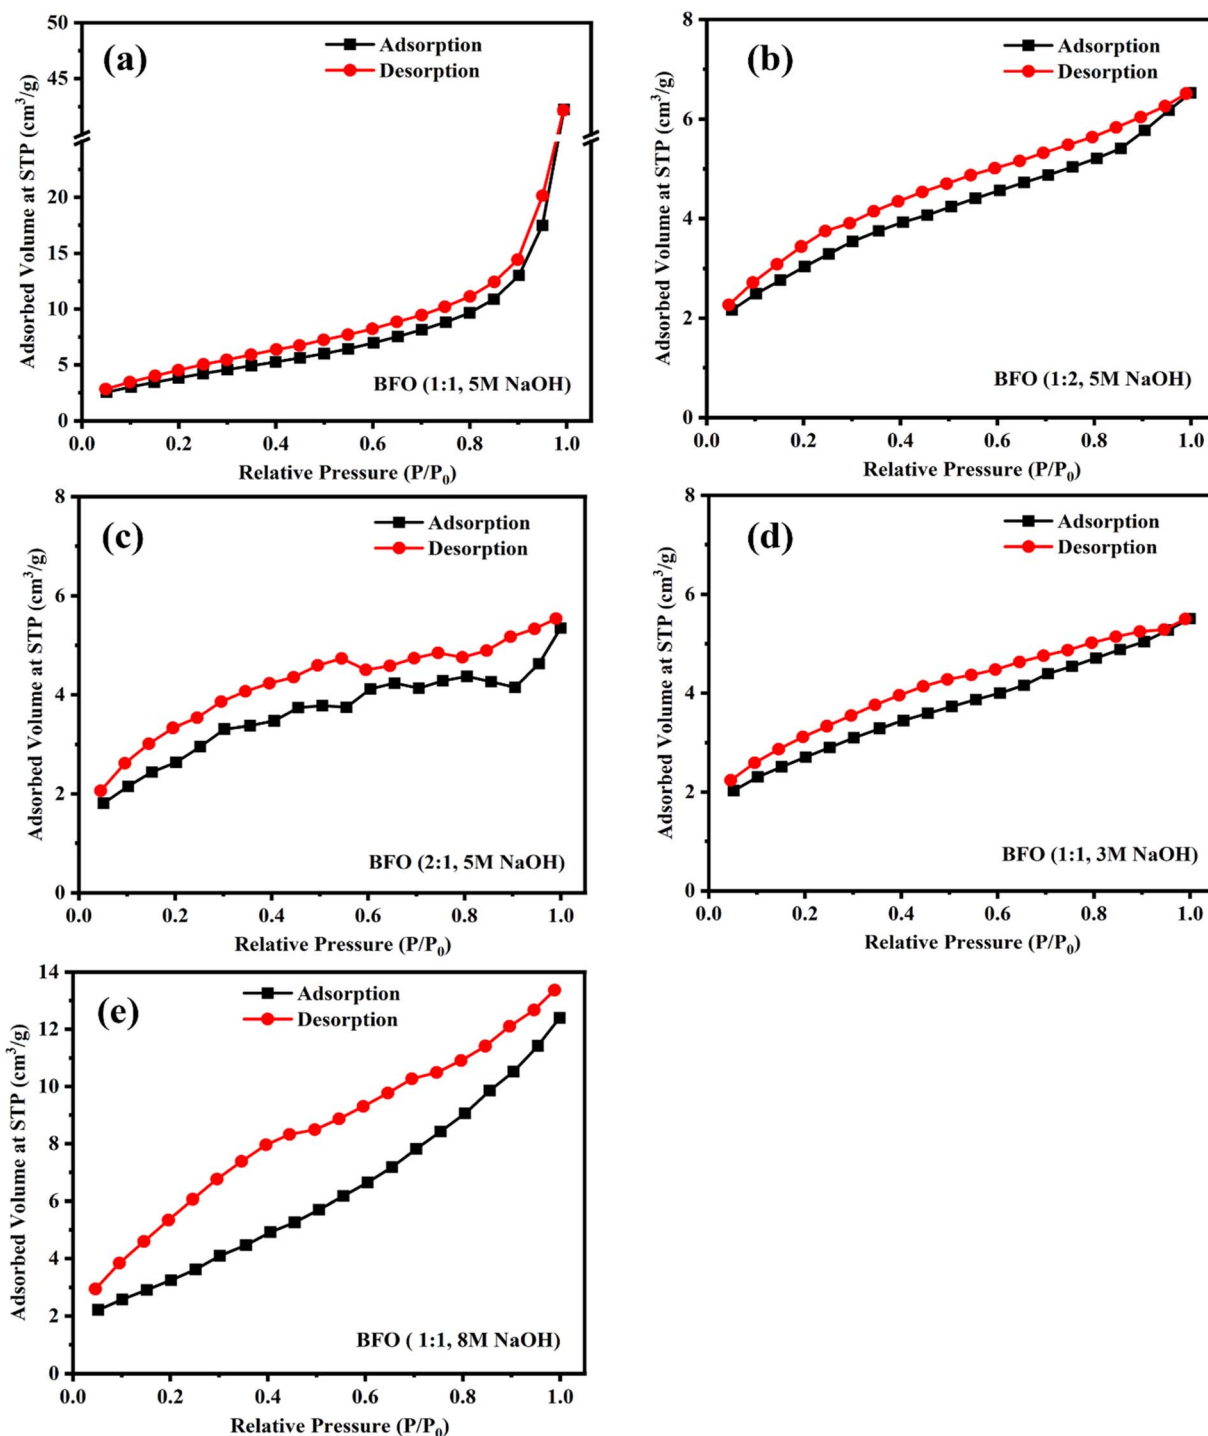 (a)
Adsorption
Desorption
BFO (1:1, 5M NaOH)
Adsorbed Volume at STP (cm³/g)
50
45
20
15
10
5
0
0.0 0.2 0.4 0.6 0.8 1.0
Relative Pressure (P/P₀)
(b)
Adsorption
Desorption
BFO (1:2, 5M NaOH)
Adsorbed Volume at STP (cm³/g)
8
6
4
2
0
0.0 0.2 0.4 0.6 0.8 1.0
Relative Pressure (P/P₀)
(c)
Adsorption
Desorption
BFO (2:1, 5M NaOH)
Adsorbed Volume at STP (cm³/g)
8
6
4
2
0
0.0 0.2 0.4 0.6 0.8 1.0
Relative Pressure (P/P₀)
(d)
Adsorption
Desorption
BFO (1:1, 3M NaOH)
Adsorbed Volume at STP (cm³/g)
8
6
4
2
0
0.0 0.2 0.4 0.6 0.8 1.0
Relative Pressure (P/P₀)
(e)
Adsorption
Desorption
BFO ( 1:1, 8M NaOH)
Adsorbed Volume at STP (cm³/g)
14
12
10
8
6
4
2
0
0.0 0.2 0.4 0.6 0.8 1.0
Relative Pressure (P/P₀)